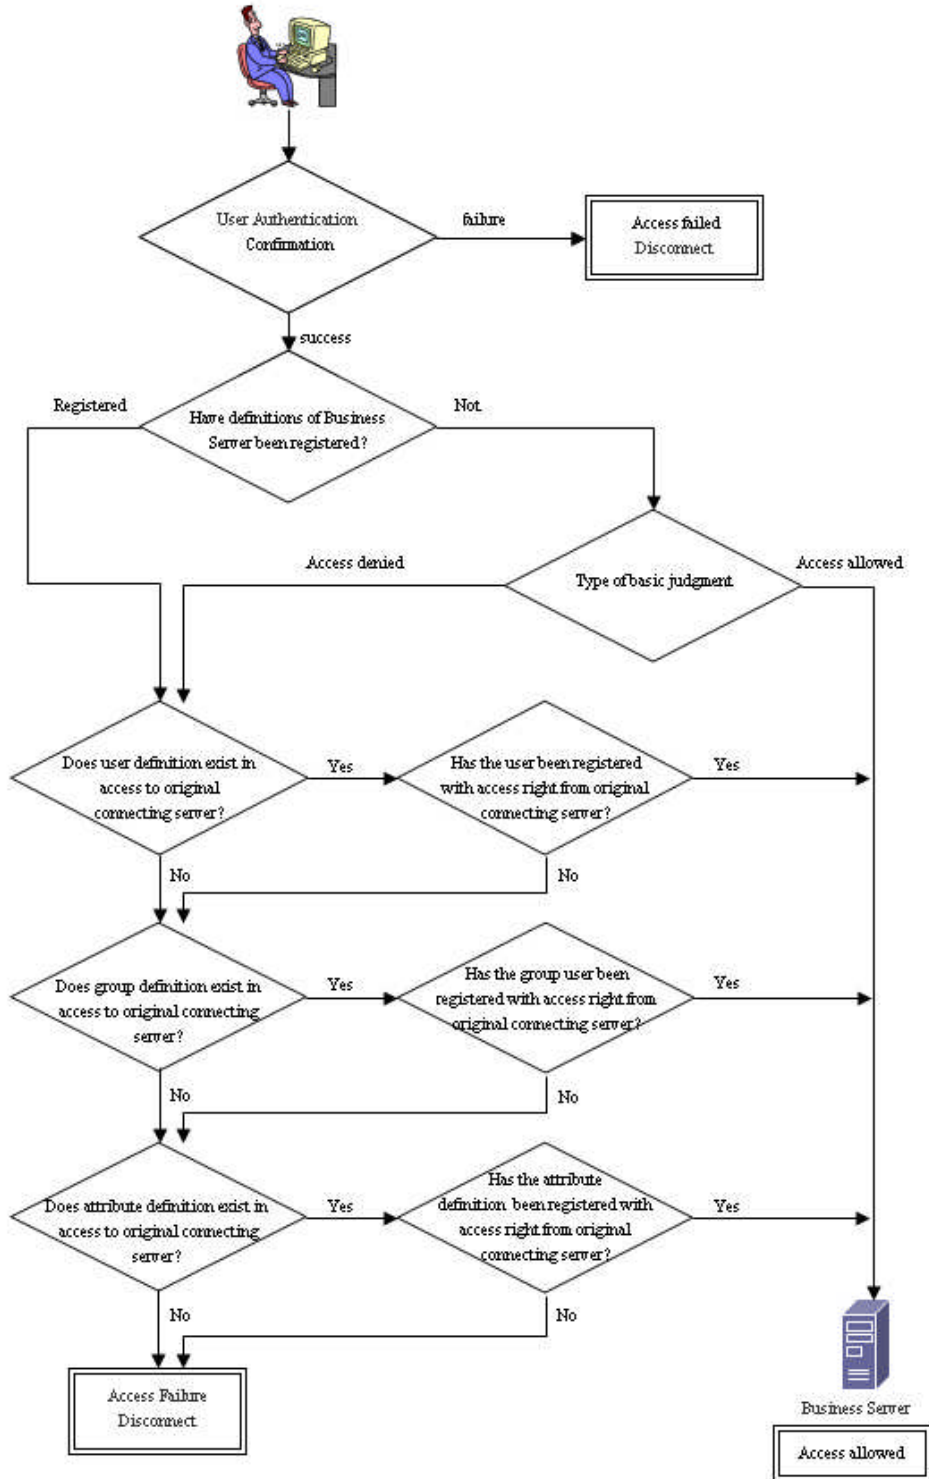 User Authentication
Confirmation
failure
Access failed
Disconnect
success
Registered
Have definitions of Business
Server been registered?
Not
Access denied
Type of basic judgment
Access allowed
Does user definition exist in
access to original
connecting server?
Yes
Has the user been registered
with access right from original
connecting server?
Yes
No
No
Does group definition exist in
access to original connecting
server?
Yes
Has the group user been
registered with access right from
original connecting server?
Yes
No
No
Does attribute definition exist in
access to original connecting
server?
Yes
Has the attribute
definition been registered with
access right from original
connecting server?
Yes
No
No
Access Failure
Disconnect
Business Server
Access allowed